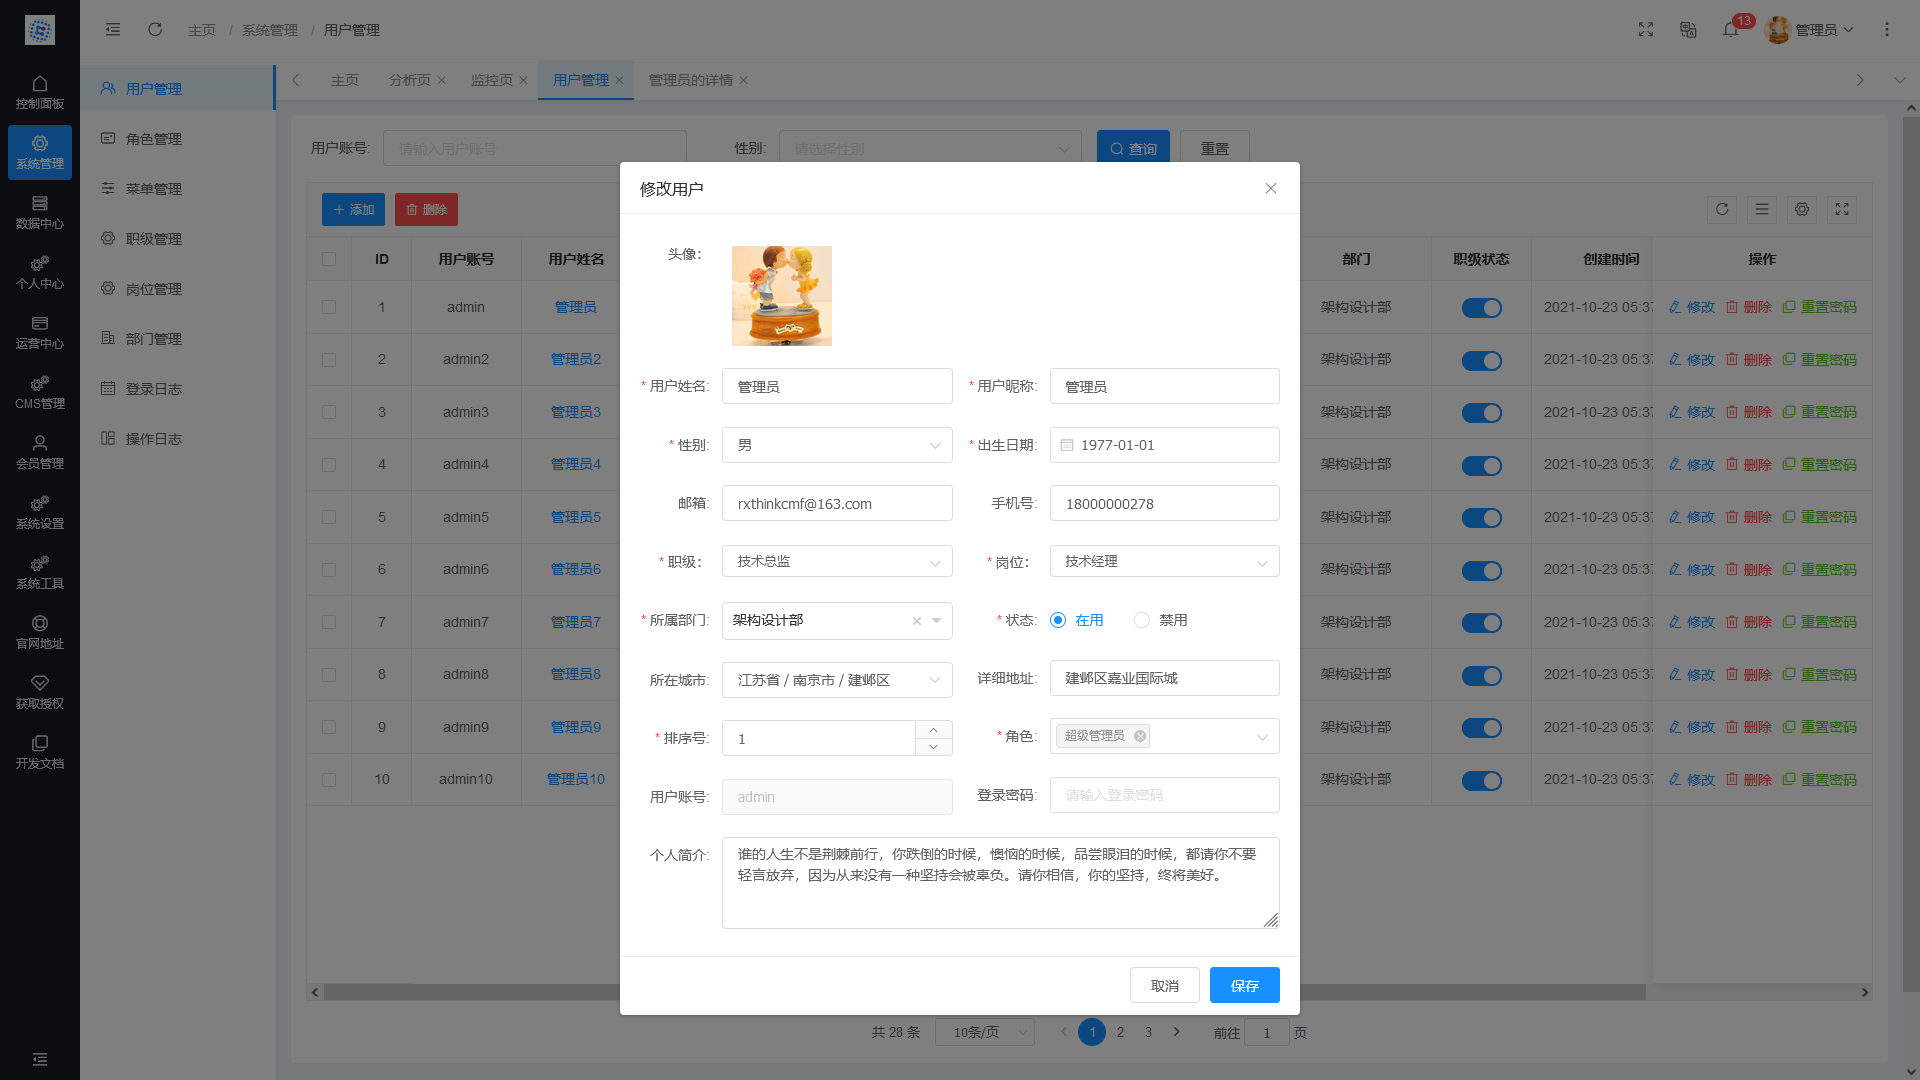 主页 / 系统管理 / 用户管理
13
管理员
控制面板
系统管理
数据中心
个人中心
运营中心
CMS管理
会员管理
系统设置
系统工具
官网地址
获取授权
开发文档
用户管理
角色管理
菜单管理
职级管理
岗位管理
部门管理
登录日志
操作日志
主页 分析页 监控页 用户管理 管理员的详情
用户账号: 请输入用户账号 性别: 请选择性别 查询 重置
添加 删除
ID 用户账号 用户姓名 部门 职级状态 创建时间 操作
1 admin 管理员 架构设计部 2021-10-23 05:37 修改 删除 重置密码
2 admin2 管理员2 架构设计部 2021-10-23 05:37 修改 删除 重置密码
3 admin3 管理员3 架构设计部 2021-10-23 05:37 修改 删除 重置密码
4 admin4 管理员4 架构设计部 2021-10-23 05:37 修改 删除 重置密码
5 admin5 管理员5 架构设计部 2021-10-23 05:37 修改 删除 重置密码
6 admin6 管理员6 架构设计部 2021-10-23 05:37 修改 删除 重置密码
7 admin7 管理员7 架构设计部 2021-10-23 05:37 修改 删除 重置密码
8 admin8 管理员8 架构设计部 2021-10-23 05:37 修改 删除 重置密码
9 admin9 管理员9 架构设计部 2021-10-23 05:37 修改 删除 重置密码
10 admin10 管理员10 架构设计部 2021-10-23 05:37 修改 删除 重置密码
共 28 条 10条/页 1 2 3 前往 1 页
修改用户
头像:
* 用户姓名: 管理员 * 用户昵称: 管理员
* 性别: 男 * 出生日期: 1977-01-01
邮箱: rxthinkcmf@163.com 手机号: 18000000278
* 职级: 技术总监 * 岗位: 技术经理
* 所属部门: 架构设计部 * 状态: 在用 禁用
所在城市: 江苏省 / 南京市 / 建邺区 详细地址: 建邺区嘉业国际城
* 排序号: 1 * 角色: 超级管理员
用户账号: admin 登录密码: 请输入登录密码
个人简介: 谁的人生不是荆棘前行，你跌倒的时候，懊恼的时候，品尝眼泪的时候，都请你不要
轻言放弃，因为从来没有一种坚持会被辜负。请你相信，你的坚持，终将美好。
取消 保存